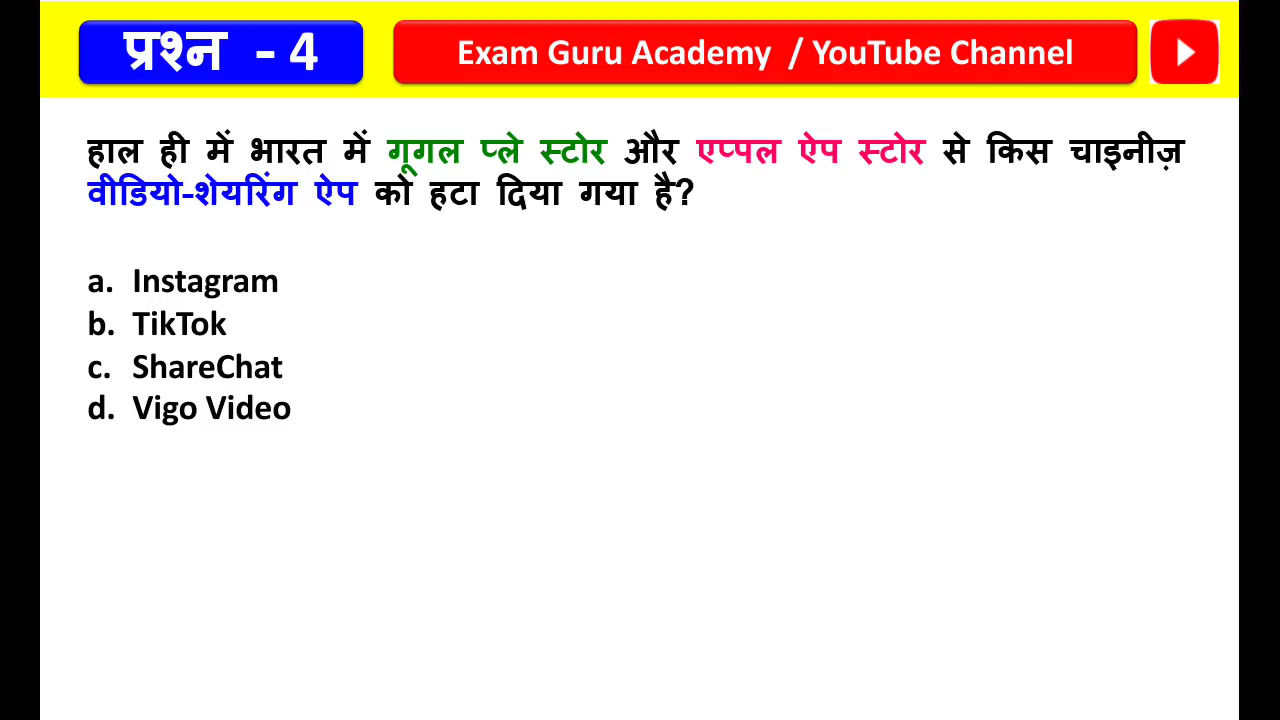 प्रश्न - 4
Exam Guru Academy / YouTube Channel
हाल ही में भारत में गूगल प्ले स्टोर और एप्पल ऐप स्टोर से किस चाइनीज़
वीडियो-शेयरिंग ऐप को हटा दिया गया है?
a. Instagram
b. TikTok
c. ShareChat
d. Vigo Video